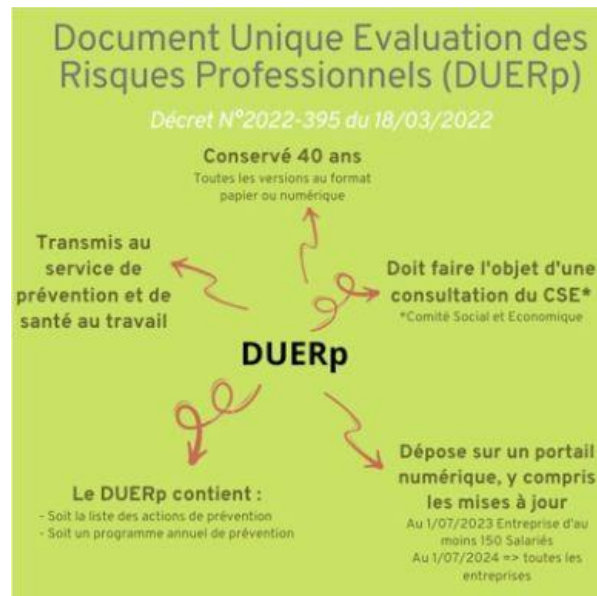 Document Unique Evaluation des
Risques Professionnels (DUERp)
Décret N°2022-395 du 18/03/2022
Conservé 40 ans
Toutes les versions au format
papier ou numérique
Transmis au
service de
prévention et de
santé au travail
Doit faire l'objet d'une
consultation du CSE*
*Comité Social et Economique
DUERp
Le DUERp contient :
- Soit la liste des actions de prévention
- Soit un programme annuel de prévention
Dépose sur un portail
numérique, y compris
les mises à jour
Au 1/07/2023 Entreprise d'au
moins 150 Salariés
Au 1/07/2024 => toutes les
entreprises